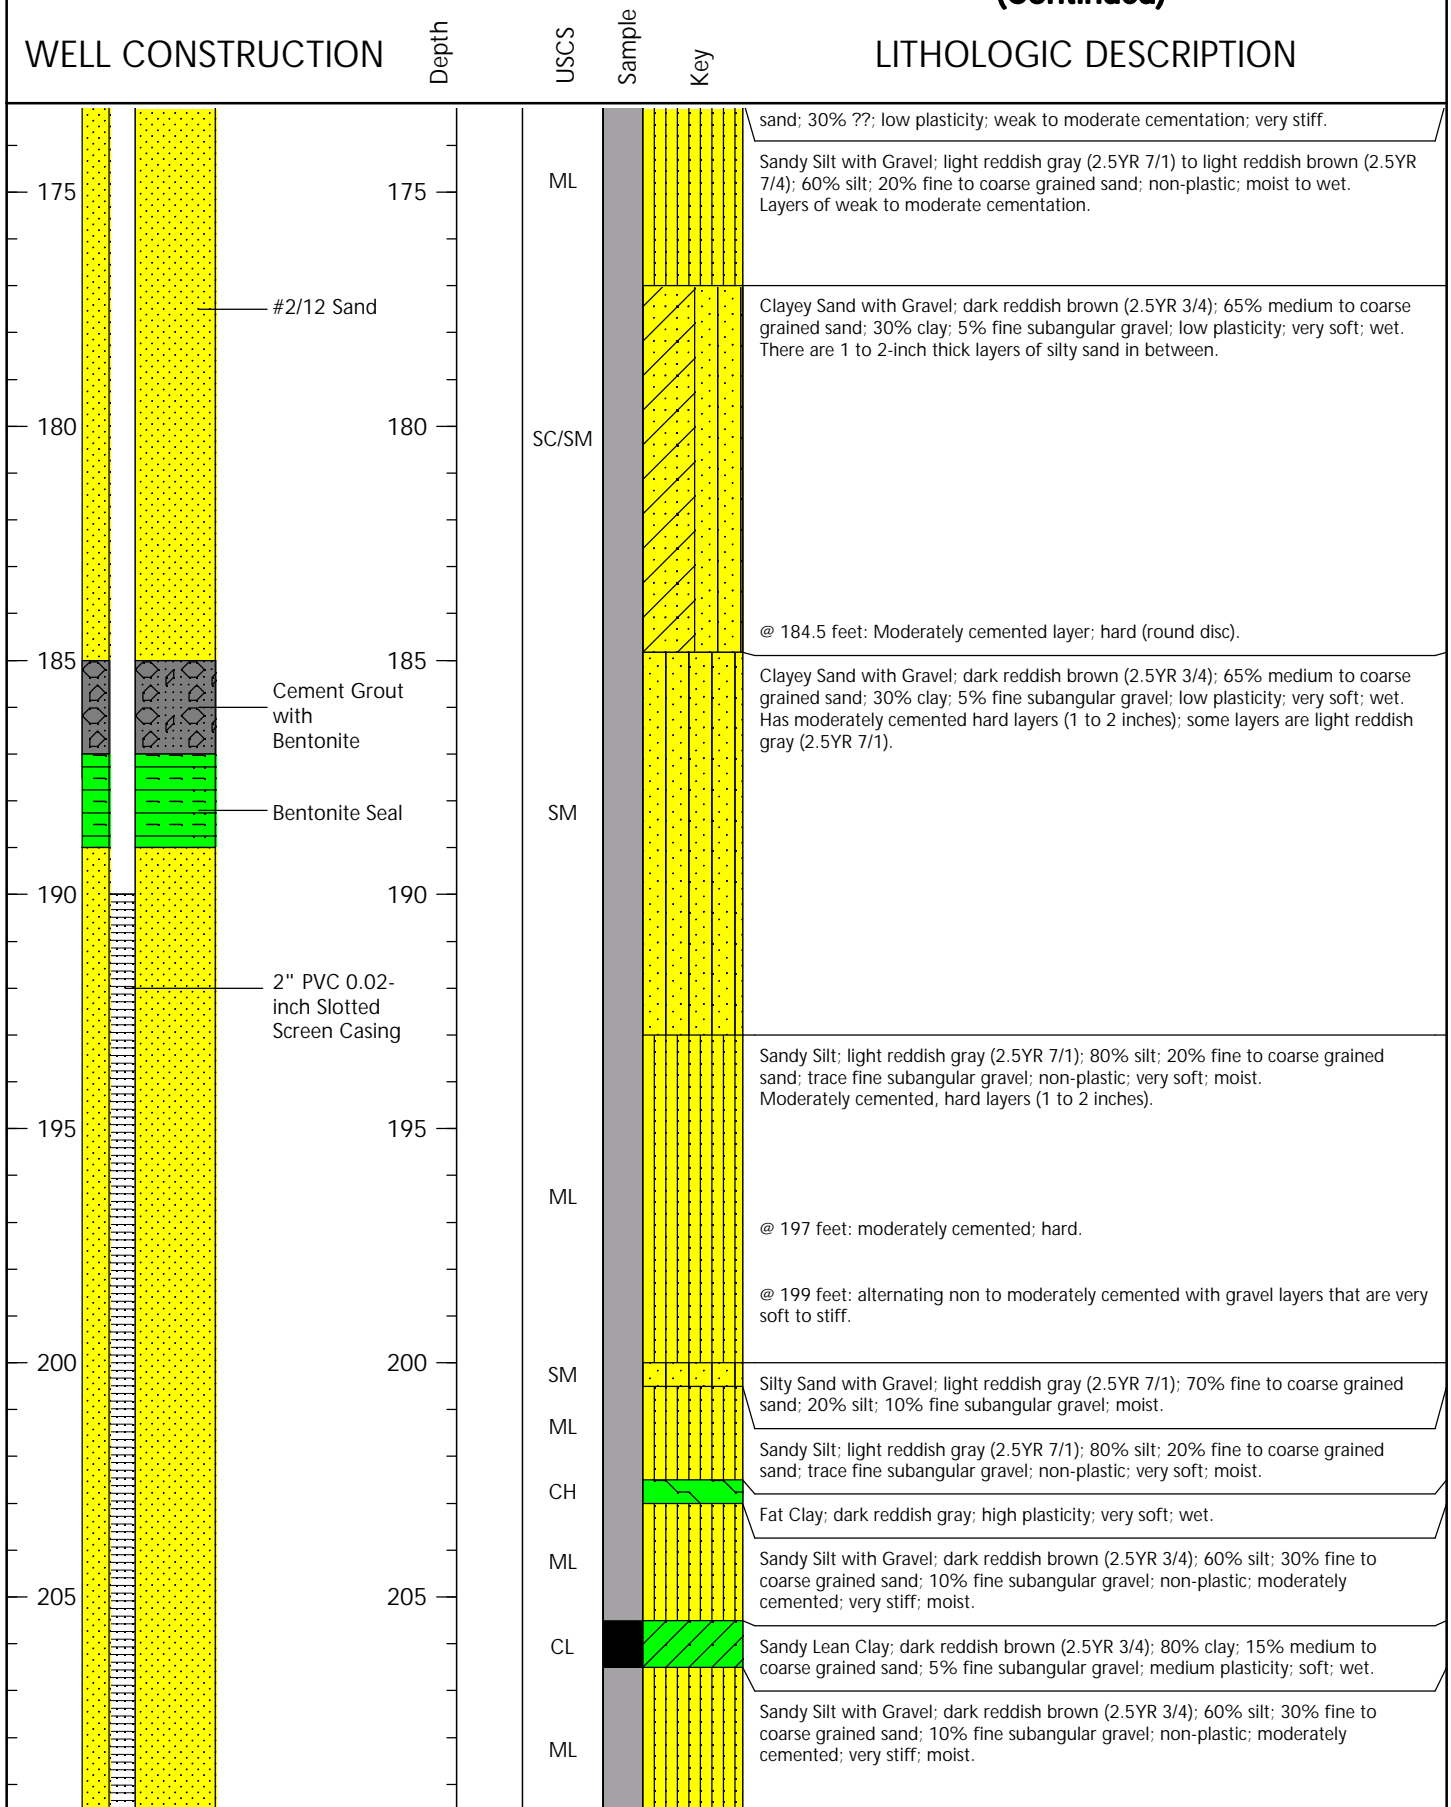 (Continued)
WELL CONSTRUCTION
Depth
USCS
Sample
Key
LITHOLOGIC DESCRIPTION
sand; 30% ??; low plasticity; weak to moderate cementation; very stiff.
175
175
ML
Sandy Silt with Gravel; light reddish gray (2.5YR 7/1) to light reddish brown (2.5YR
7/4); 60% silt; 20% fine to coarse grained sand; non-plastic; moist to wet.
Layers of weak to moderate cementation.
#2/12 Sand
Clayey Sand with Gravel; dark reddish brown (2.5YR 3/4); 65% medium to coarse
grained sand; 30% clay; 5% fine subangular gravel; low plasticity; very soft; wet.
There are 1 to 2-inch thick layers of silty sand in between.
180
180
SC/SM
@ 184.5 feet: Moderately cemented layer; hard (round disc).
185
185
Cement Grout
with
Bentonite
Clayey Sand with Gravel; dark reddish brown (2.5YR 3/4); 65% medium to coarse
grained sand; 30% clay; 5% fine subangular gravel; low plasticity; very soft; wet.
Has moderately cemented hard layers (1 to 2 inches); some layers are light reddish
gray (2.5YR 7/1).
Bentonite Seal
SM
190
190
2" PVC 0.02-
inch Slotted
Screen Casing
Sandy Silt; light reddish gray (2.5YR 7/1); 80% silt; 20% fine to coarse grained
sand; trace fine subangular gravel; non-plastic; very soft; moist.
Moderately cemented, hard layers (1 to 2 inches).
195
195
ML
@ 197 feet: moderately cemented; hard.
@ 199 feet: alternating non to moderately cemented with gravel layers that are very
soft to stiff.
200
200
SM
Silty Sand with Gravel; light reddish gray (2.5YR 7/1); 70% fine to coarse grained
sand; 20% silt; 10% fine subangular gravel; moist.
ML
Sandy Silt; light reddish gray (2.5YR 7/1); 80% silt; 20% fine to coarse grained
sand; trace fine subangular gravel; non-plastic; very soft; moist.
CH
Fat Clay; dark reddish gray; high plasticity; very soft; wet.
ML
Sandy Silt with Gravel; dark reddish brown (2.5YR 3/4); 60% silt; 30% fine to
coarse grained sand; 10% fine subangular gravel; non-plastic; moderately
cemented; very stiff; moist.
205
205
CL
Sandy Lean Clay; dark reddish brown (2.5YR 3/4); 80% clay; 15% medium to
coarse grained sand; 5% fine subangular gravel; medium plasticity; soft; wet.
ML
Sandy Silt with Gravel; dark reddish brown (2.5YR 3/4); 60% silt; 30% fine to
coarse grained sand; 10% fine subangular gravel; non-plastic; moderately
cemented; very stiff; moist.